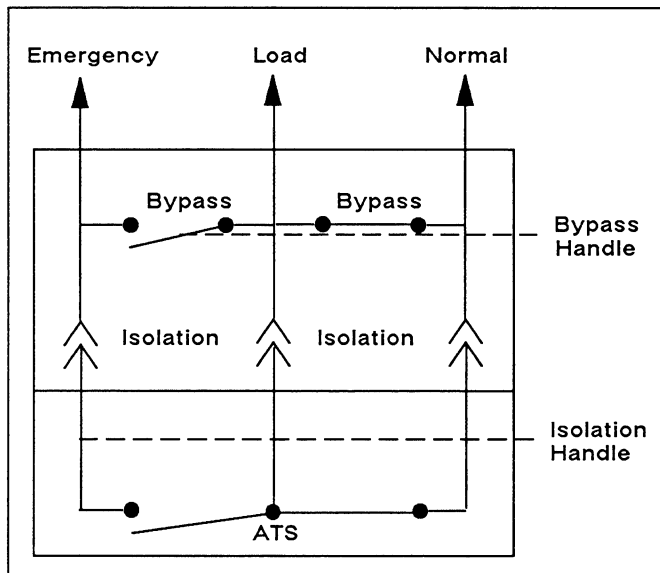 Emergency Load Normal
Bypass Bypass
Bypass
Handle
Isolation Isolation
Isolation
Handle
ATS